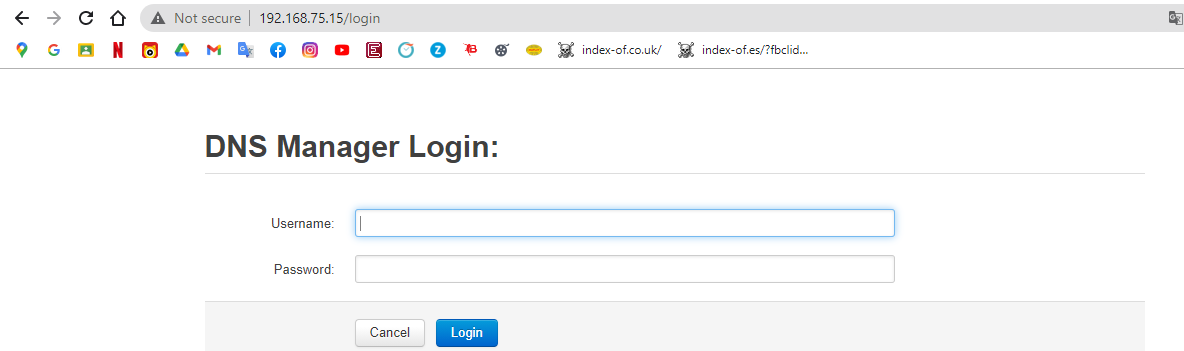 Not secure | 192.168.75.15/login
index-of.co.uk/ index-of.es/?fbclid...
DNS Manager Login:
Username:
Password:
Cancel Login